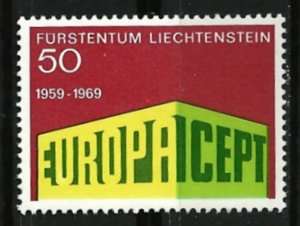 FÜRSTENTUM LIECHTENSTEIN
50
1959-1969
EUROPA CEPT